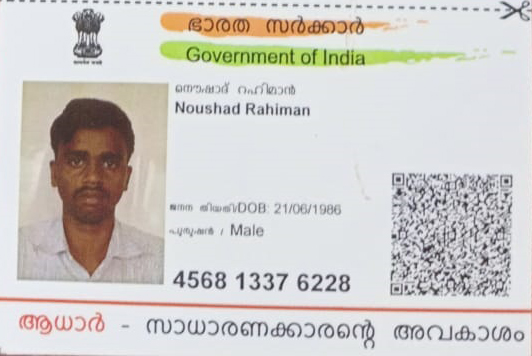 ഭാരത സർക്കാർ
Government of India
നൌഷാദ് റഹിമാൻ
Noushad Rahiman
ജനന തിയതി/DOB: 21/06/1986
പുരുഷൻ / Male
4568 1337 6228
ആധാർ - സാധാരണക്കാരന്റെ അവകാശം